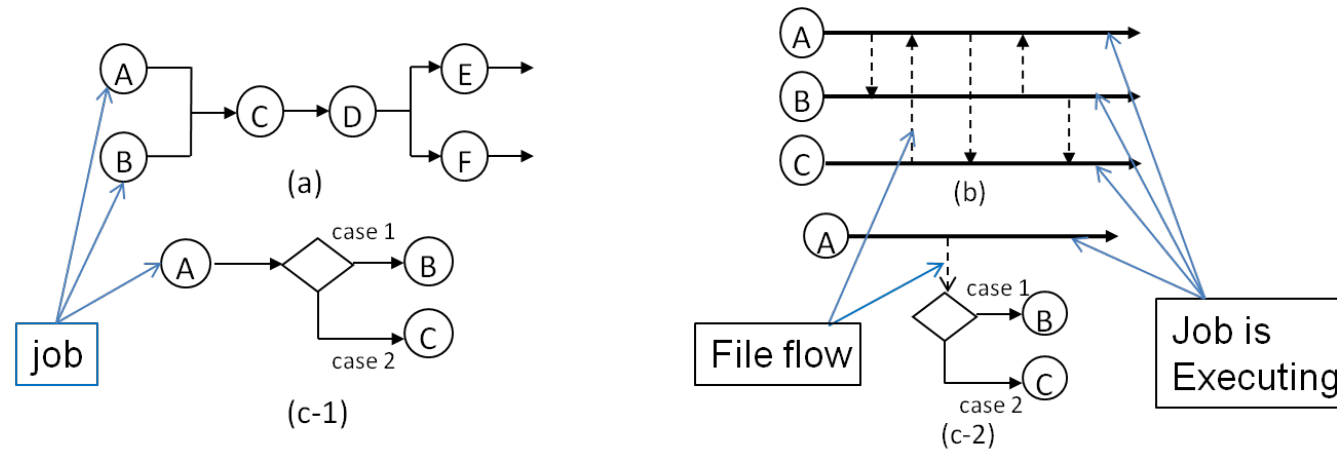 A
B
C
D
E
F
(a)
A
case 1
B
case 2
C
(c-1)
job
A
B
C
(b)
A
case 1
B
case 2
C
(c-2)
File flow
Job is
Executing